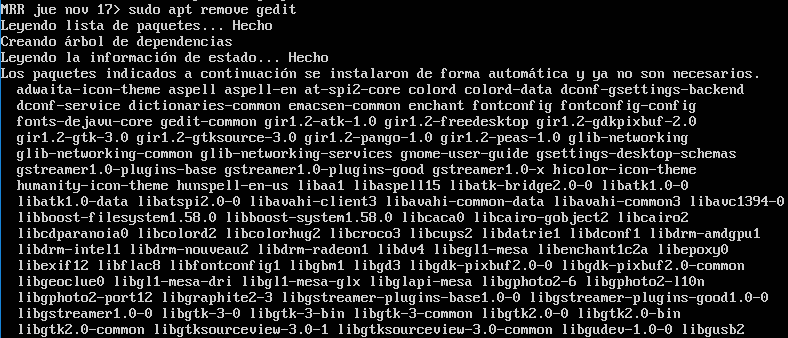 MRR jue nov 17> sudo apt remove gedit
Leyendo lista de paquetes... Hecho
Creando árbol de dependencias
Leyendo la información de estado... Hecho
Los paquetes indicados a continuación se instalaron de forma automática y ya no son necesarios.
adwaita-icon-theme aspell aspell-en at-spi2-core colord colord-data dconf-gsettings-backend
dconf-service dictionaries-common emacsen-common enchant fontconfig fontconfig-config
fonts-dejavu-core gedit-common gir1.2-atk-1.0 gir1.2-freedesktop gir1.2-gdkpixbuf-2.0
gir1.2-gtk-3.0 gir1.2-gtksource-3.0 gir1.2-pango-1.0 gir1.2-peas-1.0 glib-networking
glib-networking-common glib-networking-services gnome-user-guide gsettings-desktop-schemas
gstreamer1.0-plugins-base gstreamer1.0-plugins-good gstreamer1.0-x hicolor-icon-theme
humanity-icon-theme hunspell-en-us libaa1 libaspell15 libatk-bridge2.0-0 libatk1.0-0
libatk1.0-data libatspi2.0-0 libavahi-client3 libavahi-common-data libavahi-common3 libavc1394-0
libboost-filesystem1.58.0 libboost-system1.58.0 libcaca0 libcairo-gobject2 libcairo2
libcdparanoia0 libcolord2 libcolorhug2 libcroco3 libcups2 libdatrie1 libdconf1 libdrm-amdgpu1
libdrm-intel1 libdrm-nouveau2 libdrm-radeon1 libdv4 libegl1-mesa libenchant1c2a libepoxy0
libexif12 libflac8 libfontconfig1 libgbm1 libgd3 libgdk-pixbuf2.0-0 libgdk-pixbuf2.0-common
libgeoclue0 libgl1-mesa-dri libgl1-mesa-glx libglapi-mesa libgphoto2-6 libgphoto2-l10n
libgphoto2-port12 libgraphite2-3 libgstreamer-plugins-base1.0-0 libgstreamer-plugins-good1.0-0
libgstreamer1.0-0 libgtk-3-0 libgtk-3-bin libgtk-3-common libgtk2.0-0 libgtk2.0-bin
libgtk2.0-common libgtksourceview-3.0-1 libgtksourceview-3.0-common libgudev-1.0-0 libgusb2